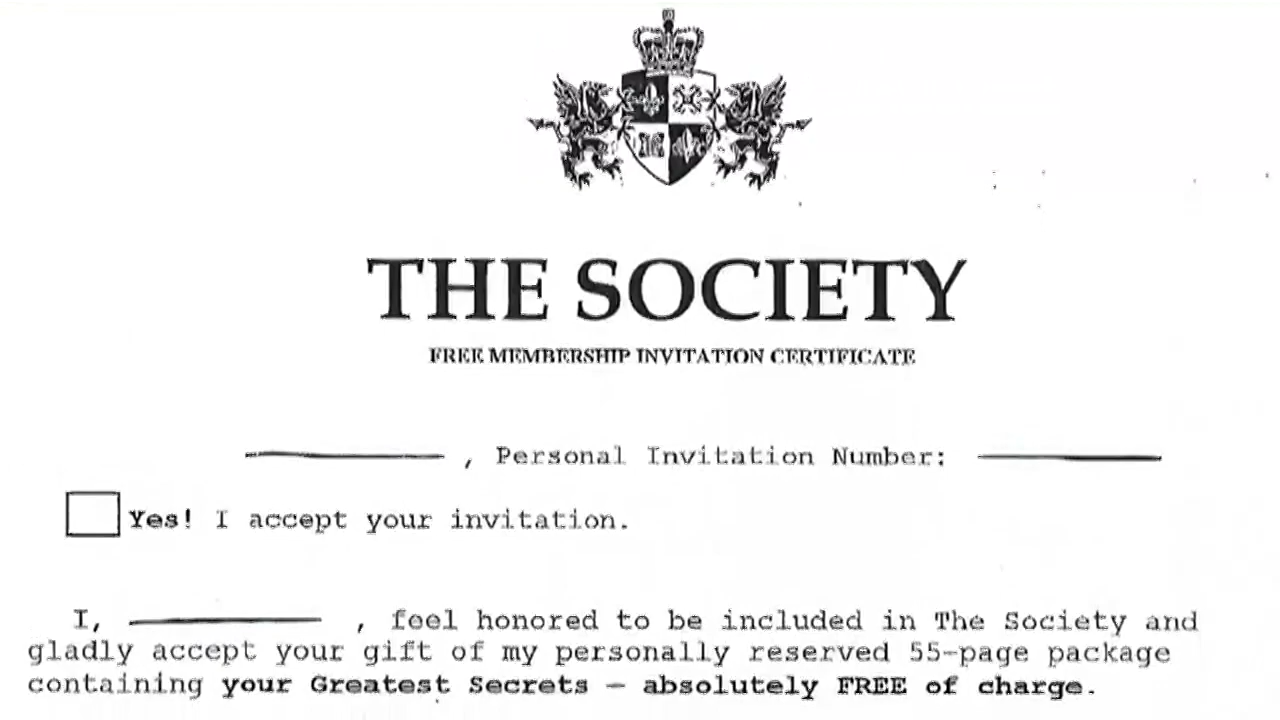 THE SOCIETY
FREE MEMBERSHIP INVITATION CERTIFICATE
, Personal Invitation Number:
Yes! I accept your invitation.
I, , feel honored to be included in The Society and
gladly accept your gift of my personally reserved 55-page package
containing your Greatest Secrets – absolutely FREE of charge.